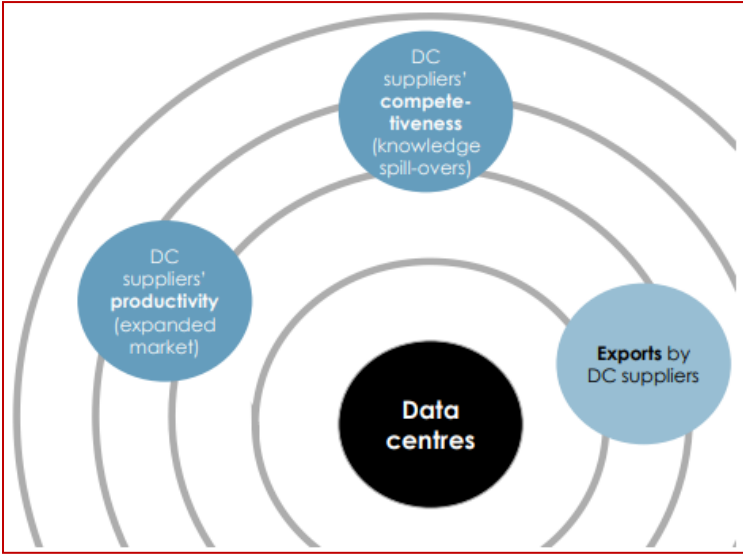 DC
suppliers'
compete-
tiveness
(knowledge
spill-overs)
DC
suppliers'
productivity
(expanded
market)
Exports by
DC suppliers
Data
centres